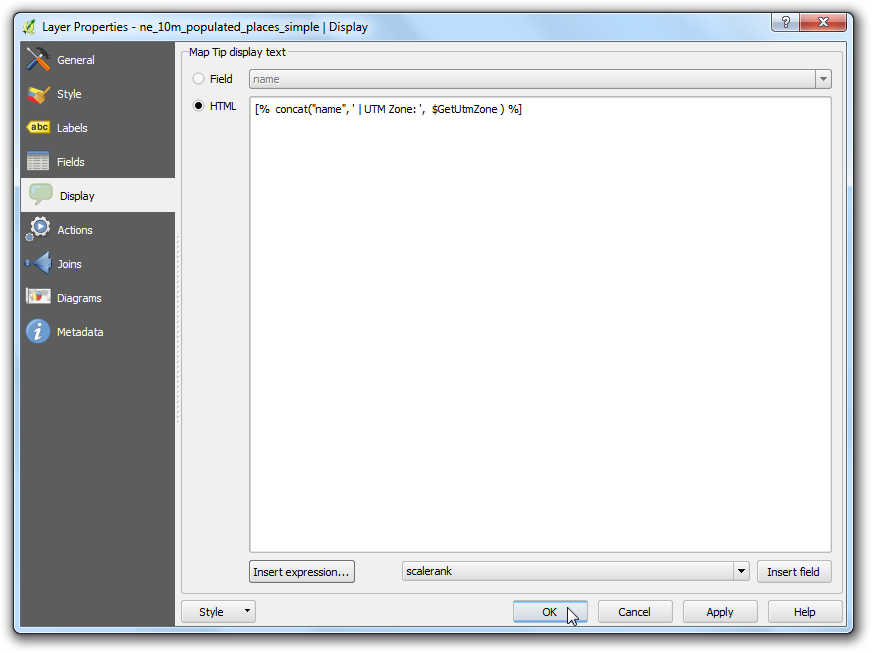 Layer Properties - ne_10m_populated_places_simple | Display
General
Style
abc Labels
Fields
Display
Actions
Joins
Diagrams
i Metadata
Map Tip display text
Field name
HTML [% concat("name", ' | UTM Zone: ', $GetUtmZone ) %]
Insert expression... scalerank Insert field
Style OK Cancel Apply Help